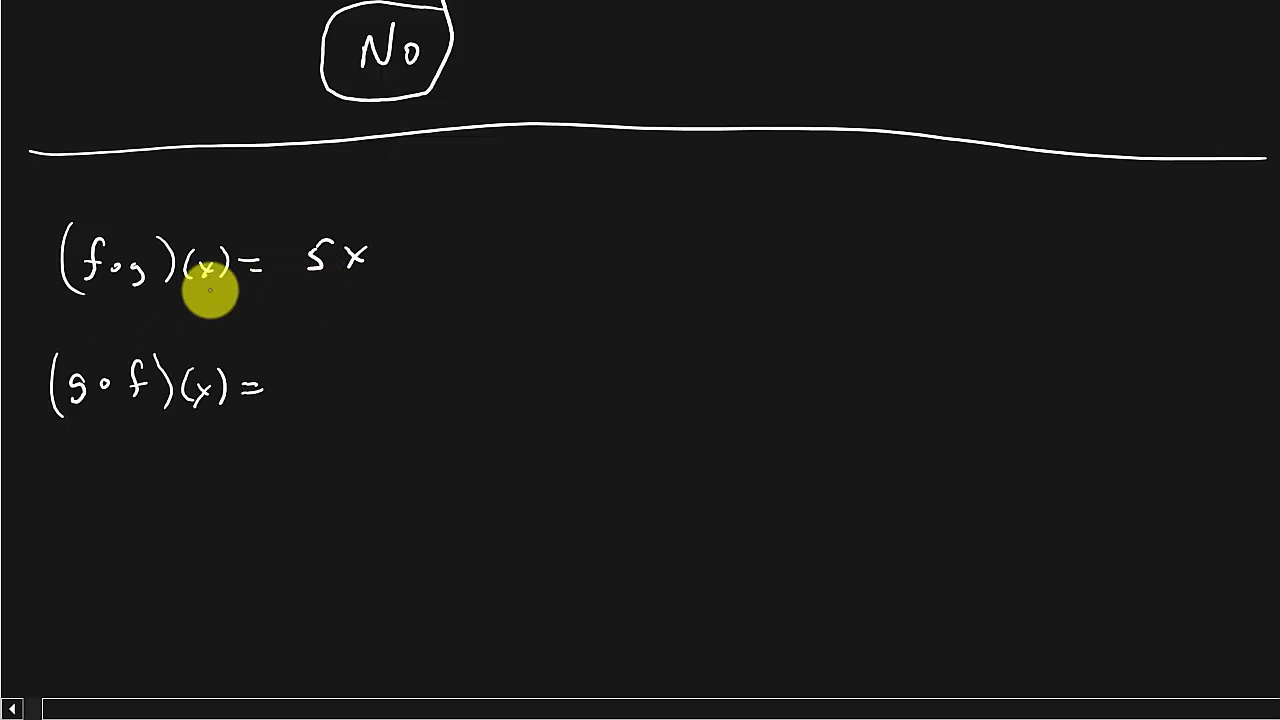 No
(f∘g)(x) = 5x
(g∘f)(x) =